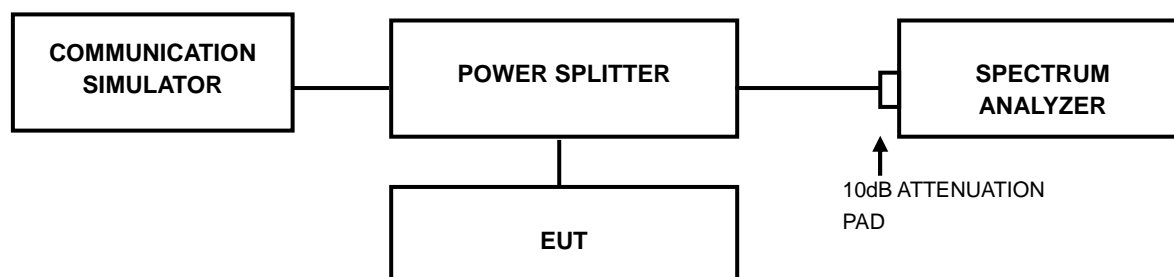 COMMUNICATION
SIMULATOR
POWER SPLITTER
SPECTRUM
ANALYZER
10dB ATTENUATION
PAD
EUT